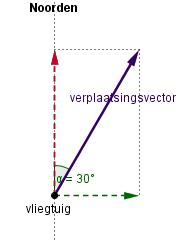 Noorden
verplaatsingsvector
α = 30°
vliegtuig